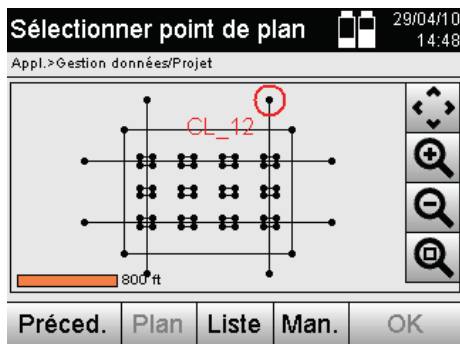 Sélectionner point de plan
29/04/10
14:48
Appl.>Gestion données/Projet
CL_12
800 ft
Précéd. Plan Liste Man. OK